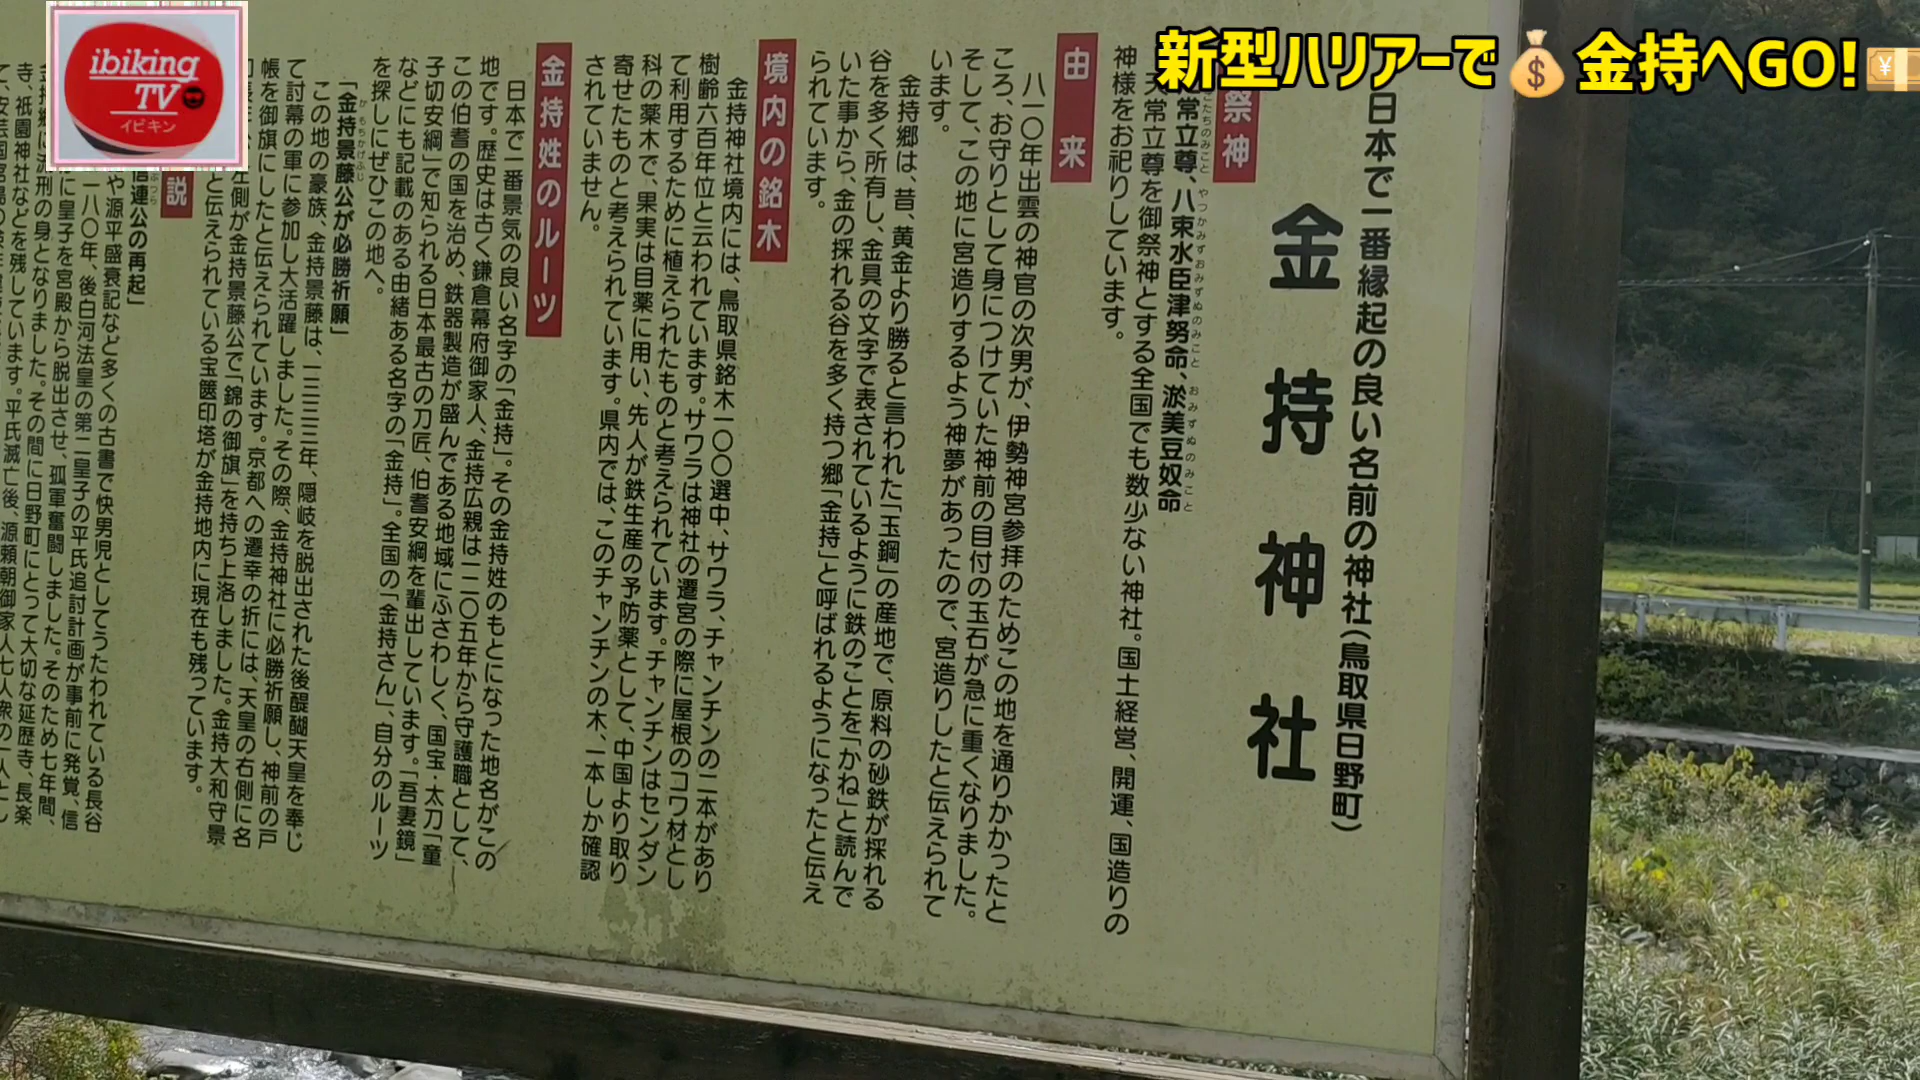 ibiking
TV
イビキン
新型ハリアーで💰金持へGO!💴
日本で一番縁起の良い名前の神社(鳥取県日野町)
金持神社
祭神
常立尊、八束水臣津努命、淤美豆奴命
こたちのみこと やつかみずおみずぬのみこと おみずぬのみこと
天常立尊を御祭神とする全国でも数少ない神社。国土経営、開運、国造りの
神様をお祀りしています。
由来
八一〇年出雲の神官の次男が、伊勢神宮参拝のためこの地を通りかかったと
ころ、お守りとして身につけていた神前の目付の玉石が急に重くなりました。
そして、この地に宮造りするよう神夢があったので、宮造りしたと伝えられて
います。
金持郷は、昔、黄金より勝ると言われた「玉鋼」の産地で、原料の砂鉄が採れる
谷を多く所有し、金具の文字で表されているように鉄のことを「かね」と読んで
いた事から、金の採れる谷を多く持つ郷「金持」と呼ばれるようになったと伝え
られています。
境内の銘木
金持神社境内には、鳥取県銘木一〇〇選中、サワラ、チャンチンの二本があり
樹齢六百年位と云われています。サワラは神社の遷宮の際に屋根のコワ材とし
て利用するために植えられたものと考えられています。チャンチンはセンダン
科の薬木で、果実は目薬に用い、先人が鉄生産の予防薬として、中国より取り
寄せたものと考えられています。県内では、このチャンチンの木、一本しか確認
されていません。
金持姓のルーツ
日本で一番景気の良い名字の「金持」。その金持姓のもとになった地名がこの
地です。歴史は古く鎌倉幕府御家人、金持広親は一二〇五年から守護職として、
この伯耆の国を治め、鉄器製造が盛んである地域にふさわしく、国宝・太刀「童
子切安綱」で知られる日本最古の刀匠、伯耆安綱を輩出しています。「吾妻鏡」
などにも記載のある由緒ある名字の「金持」。全国の「金持さん」、自分のルーツ
を探しにぜひこの地へ。
「金持景藤公が必勝祈願」
かもちかげふじ
この地の豪族、金持景藤は、一三三三年、隠岐を脱出された後醍醐天皇を奉じ
て討幕の軍に参加し大活躍しました。その際、金持神社に必勝祈願し、神前の戸
帳を御旗にしたと伝えられています。京都への遷幸の折には、天皇の右側に名
左側が金持景藤公で「錦の御旗」を持ち上洛しました。金持大和守景
と伝えられている宝篋印塔が金持地内に現在も残っています。
説
信連公の再起」
や源平盛衰記など多くの古書で快男児としてうたわれている長谷
一一八〇年、後白河法皇の第二皇子の平氏追討計画が事前に発覚、信
に皇子を宮殿から脱出させ、孤軍奮闘しました。そのため七年間、
金持郷に流刑の身となりました。その間に日野町にとって大切な延暦寺、長楽
寺、祇園神社などを残しています。平氏滅亡後、源頼朝御家人七人衆の一人とし